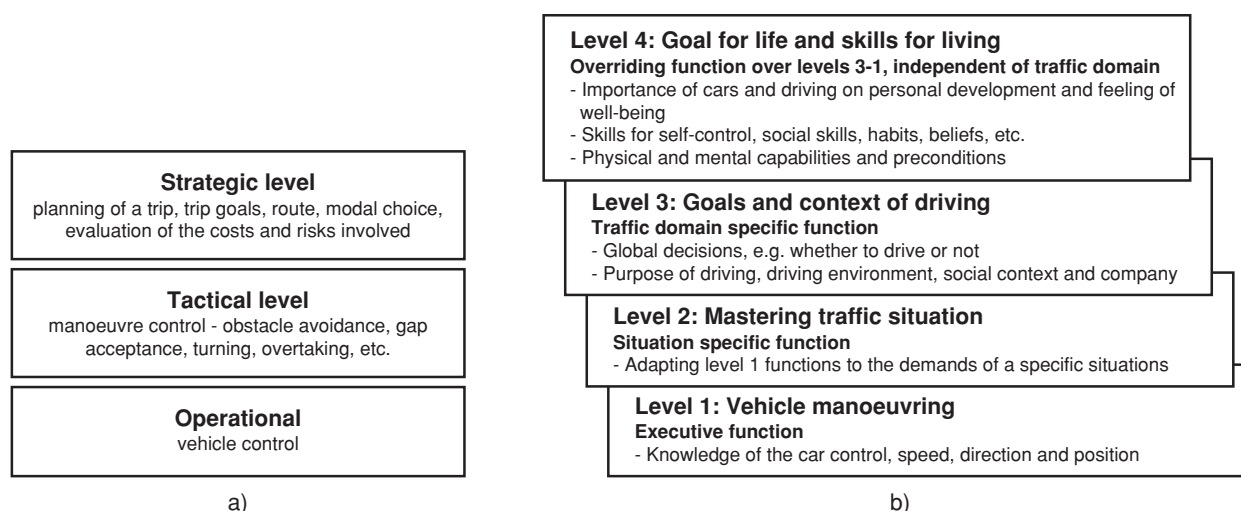 Strategic level
planning of a trip, trip goals, route, modal choice,
evaluation of the costs and risks involved
Tactical level
manoeuvre control - obstacle avoidance, gap
acceptance, turning, overtaking, etc.
Operational
vehicle control
a)
Level 4: Goal for life and skills for living
Overriding function over levels 3-1, independent of traffic domain
- Importance of cars and driving on personal development and feeling of
well-being
- Skills for self-control, social skills, habits, beliefs, etc.
- Physical and mental capabilities and preconditions
Level 3: Goals and context of driving
Traffic domain specific function
- Global decisions, e.g. whether to drive or not
- Purpose of driving, driving environment, social context and company
Level 2: Mastering traffic situation
Situation specific function
- Adapting level 1 functions to the demands of a specific situations
Level 1: Vehicle manoeuvring
Executive function
- Knowledge of the car control, speed, direction and position
b)